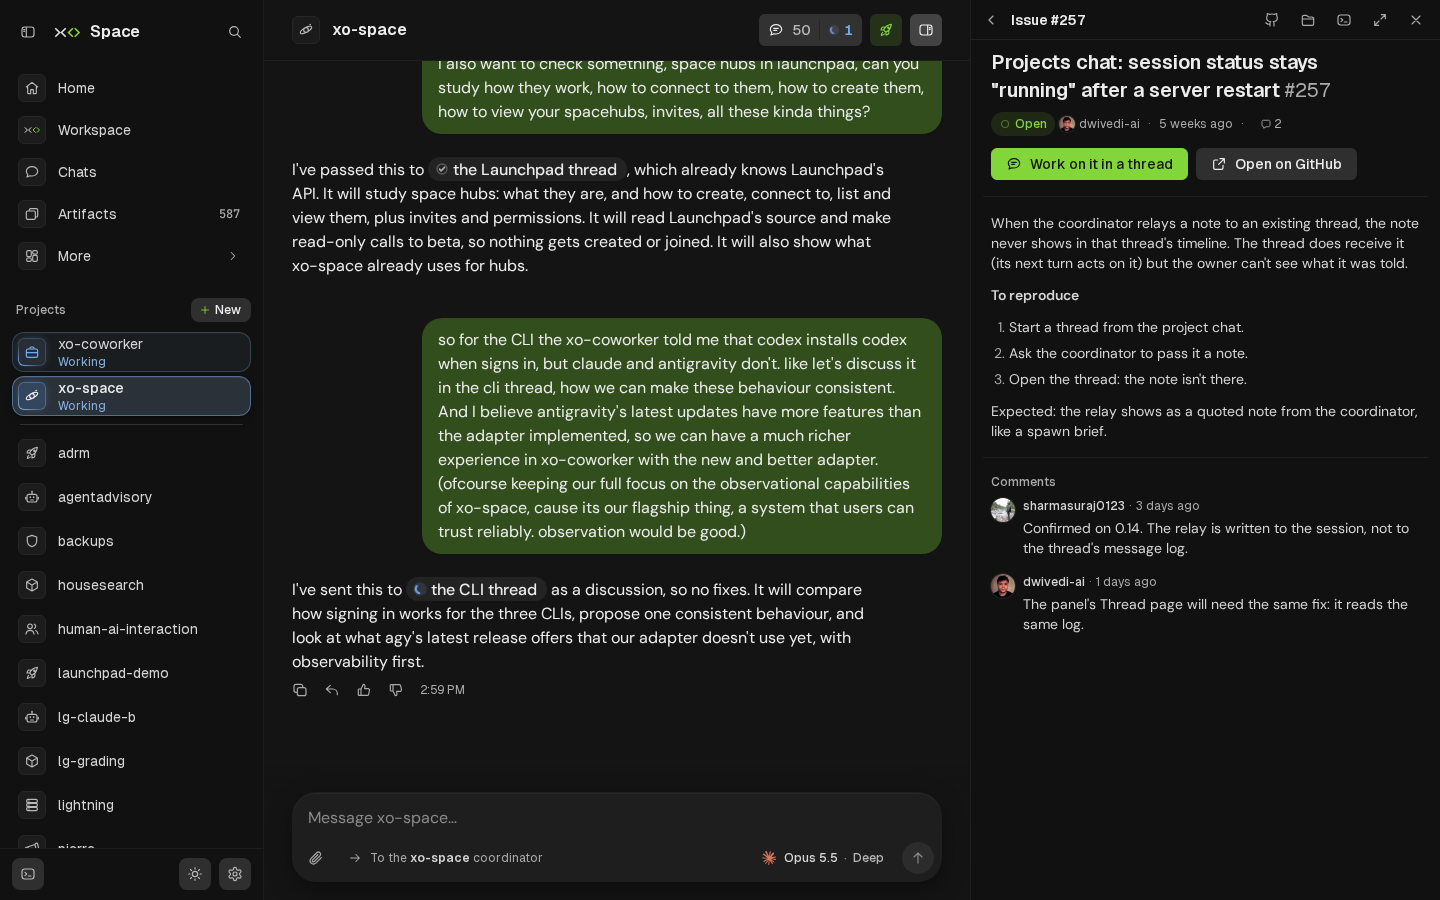 Space
Home
Workspace
Chats
Artifacts 587
More
Projects
New
xo-coworker
Working
xo-space
Working
adrm
agentadvisory
backups
housesearch
human-ai-interaction
launchpad-demo
lg-claude-b
lg-grading
lightning
xo-space
50 1
I also want to check something, space hubs in launchpad, can you
study how they work, how to connect to them, how to create them,
how to view your spacehubs, invites, all these kinda things?
I've passed this to the Launchpad thread , which already knows Launchpad's
API. It will study space hubs: what they are, and how to create, connect to, list and
view them, plus invites and permissions. It will read Launchpad's source and make
read-only calls to beta, so nothing gets created or joined. It will also show what
xo-space already uses for hubs.
so for the CLI the xo-coworker told me that codex installs codex
when signs in, but claude and antigravity don't. like let's discuss it
in the cli thread, how we can make these behaviour consistent.
And I believe antigravity's latest updates have more features than
the adapter implemented, so we can have a much richer
experience in xo-coworker with the new and better adapter.
(ofcourse keeping our full focus on the observational capabilities
of xo-space, cause its our flagship thing, a system that users can
trust reliably. observation would be good.)
I've sent this to the CLI thread as a discussion, so no fixes. It will compare
how signing in works for the three CLIs, propose one consistent behaviour, and
look at what agy's latest release offers that our adapter doesn't use yet, with
observability first.
2:59 PM
Message xo-space...
To the xo-space coordinator
Opus 5.5 · Deep
Issue #257
Projects chat: session status stays
"running" after a server restart #257
Open dwivedi-ai · 5 weeks ago · 2
Work on it in a thread
Open on GitHub
When the coordinator relays a note to an existing thread, the note
never shows in that thread's timeline. The thread does receive it
(its next turn acts on it) but the owner can't see what it was told.
To reproduce
1. Start a thread from the project chat.
2. Ask the coordinator to pass it a note.
3. Open the thread: the note isn't there.
Expected: the relay shows as a quoted note from the coordinator,
like a spawn brief.
Comments
sharmasuraj0123 · 3 days ago
Confirmed on 0.14. The relay is written to the session, not to
the thread's message log.
dwivedi-ai · 1 days ago
The panel's Thread page will need the same fix: it reads the
same log.